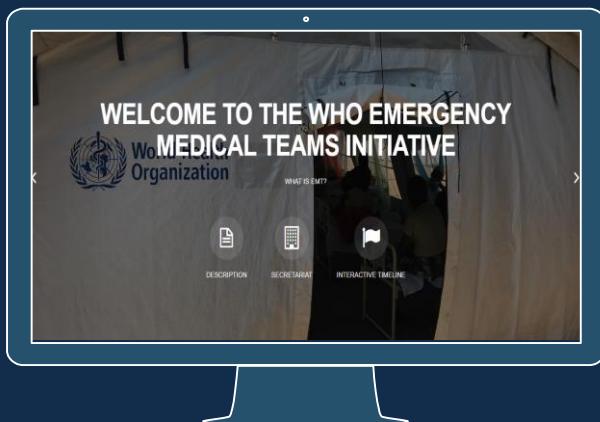 WELCOME TO THE WHO EMERGENCY
MEDICAL TEAMS INITIATIVE
World Health
Organization
WHAT IS EMT?
DESCRIPTION
SECRETARIAT
INTERACTIVE TIMELINE